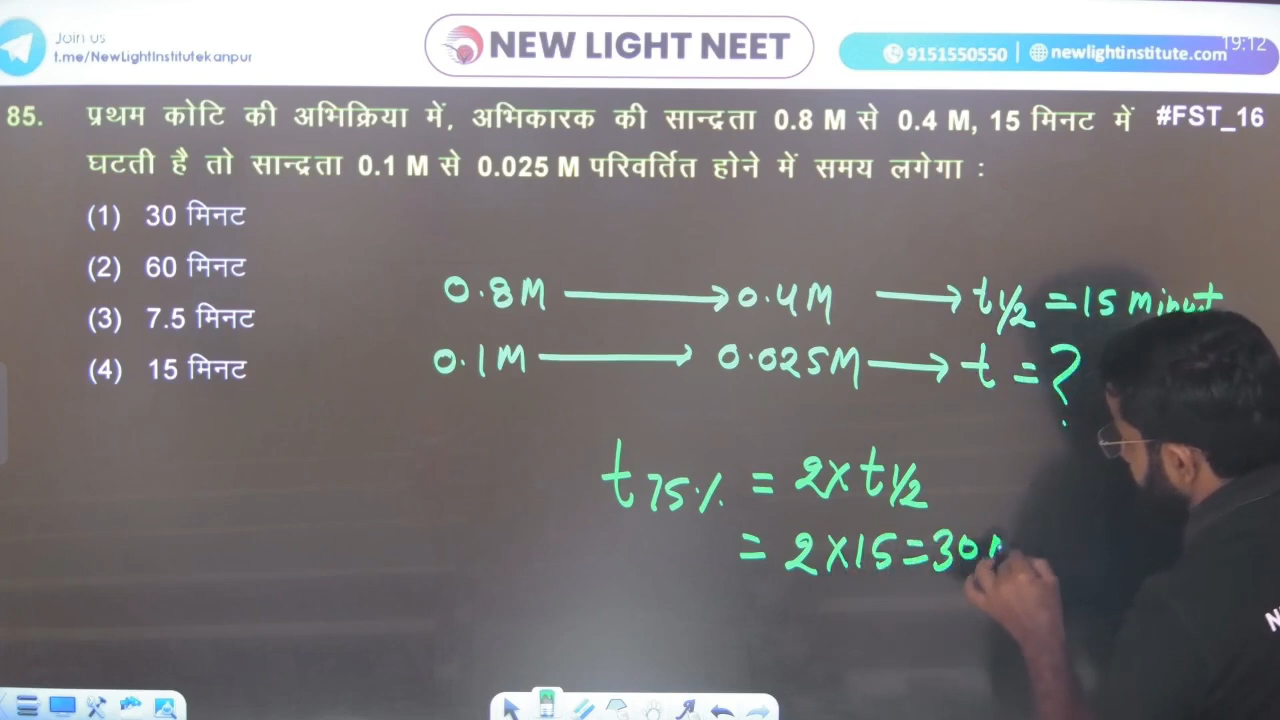 Join us
t.me/NewLightInstitutekanpur
NEW LIGHT NEET
9151550550 | newlightinstitute.com
19:12
85. प्रथम कोटि की अभिक्रिया में, अभिकारक की सान्द्रता 0.8 M से 0.4 M, 15 मिनट में #FST_16
घटती है तो सान्द्रता 0.1 M से 0.025 M परिवर्तित होने में समय लगेगा :
(1) 30 मिनट
(2) 60 मिनट
(3) 7.5 मिनट
(4) 15 मिनट
0.8M → 0.4M → t1/2 = 15 minut
0.1M → 0.025M → t = ?
t75% = 2×t1/2
= 2×15=30